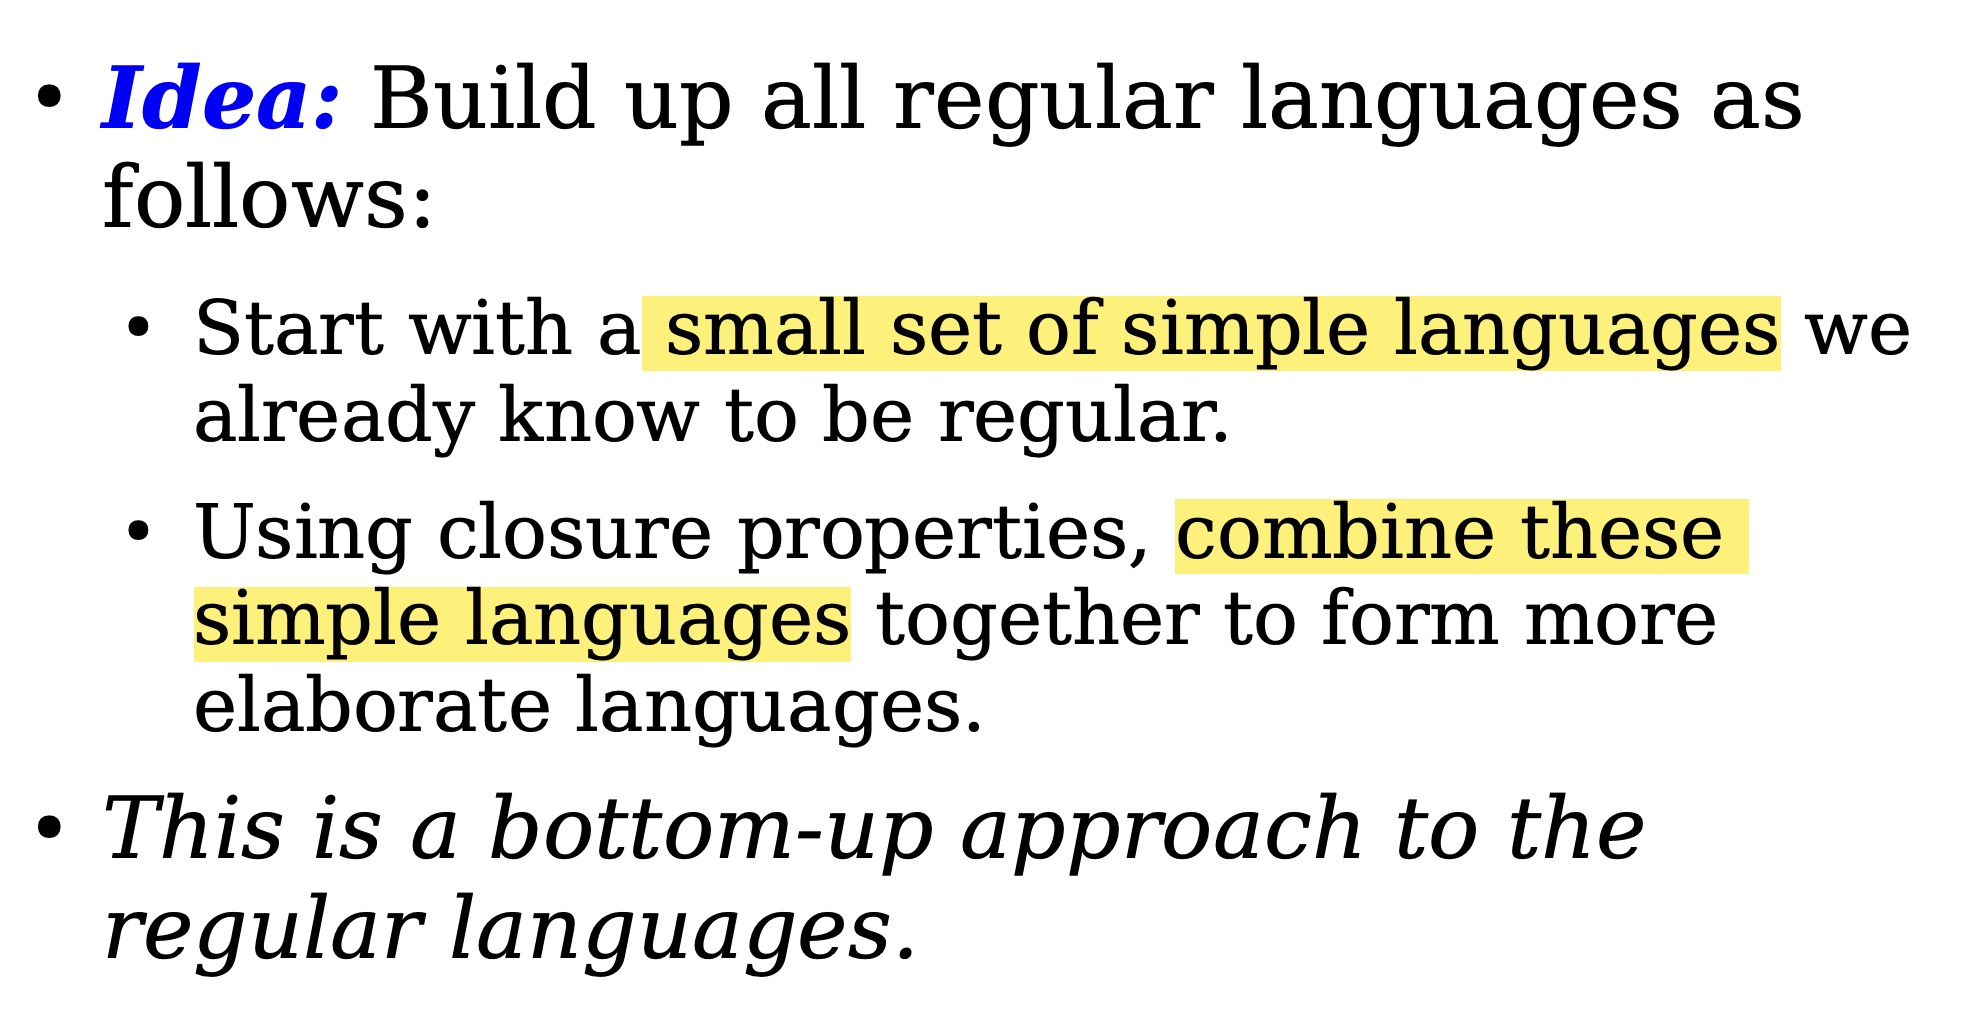 • Idea: Build up all regular languages as
follows:
• Start with a small set of simple languages we
already know to be regular.
• Using closure properties, combine these
simple languages together to form more
elaborate languages.
• This is a bottom-up approach to the
regular languages.